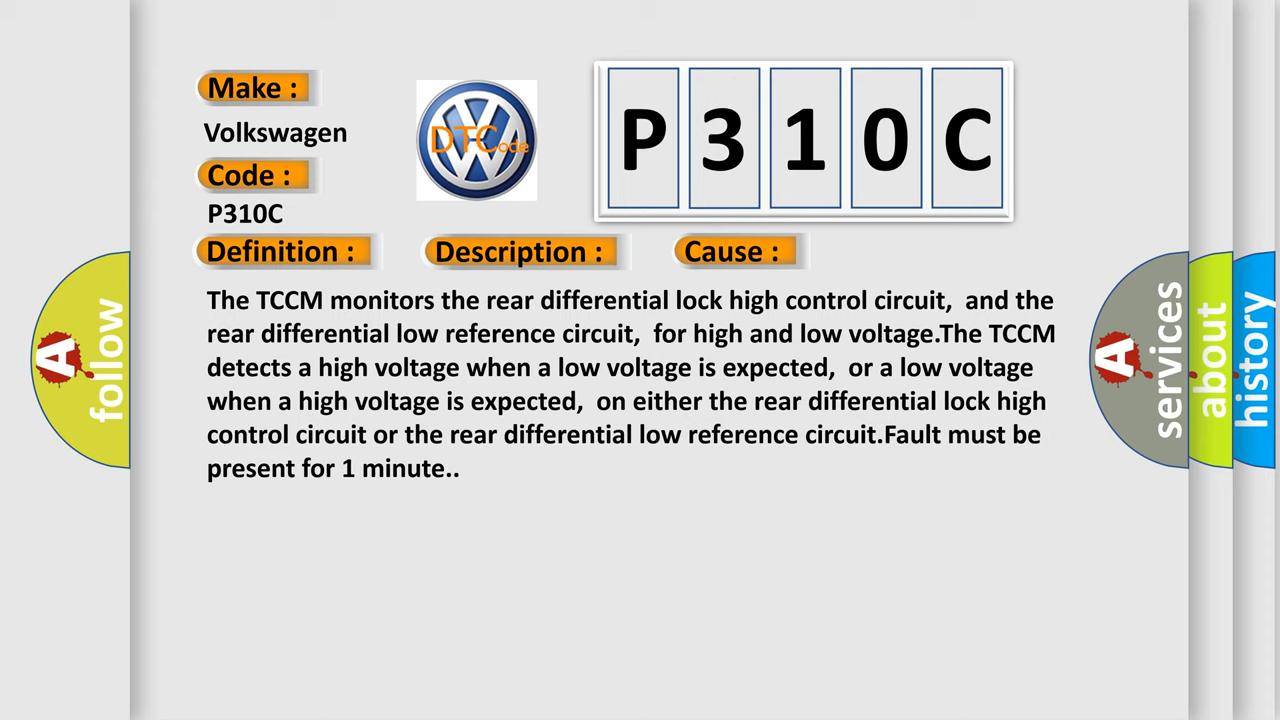 Make :
Volkswagen
Code :
P310C
DTCode
P310C
Definition :
Description :
Cause :
The TCCM monitors the rear differential lock high control circuit,  and the
rear differential low reference circuit,  for high and low voltage.The TCCM
detects a high voltage when a low voltage is expected,  or a low voltage
when a high voltage is expected,  on either the rear differential lock high
control circuit or the rear differential low reference circuit.Fault must be
present for 1 minute..
A follow
A services
about
history